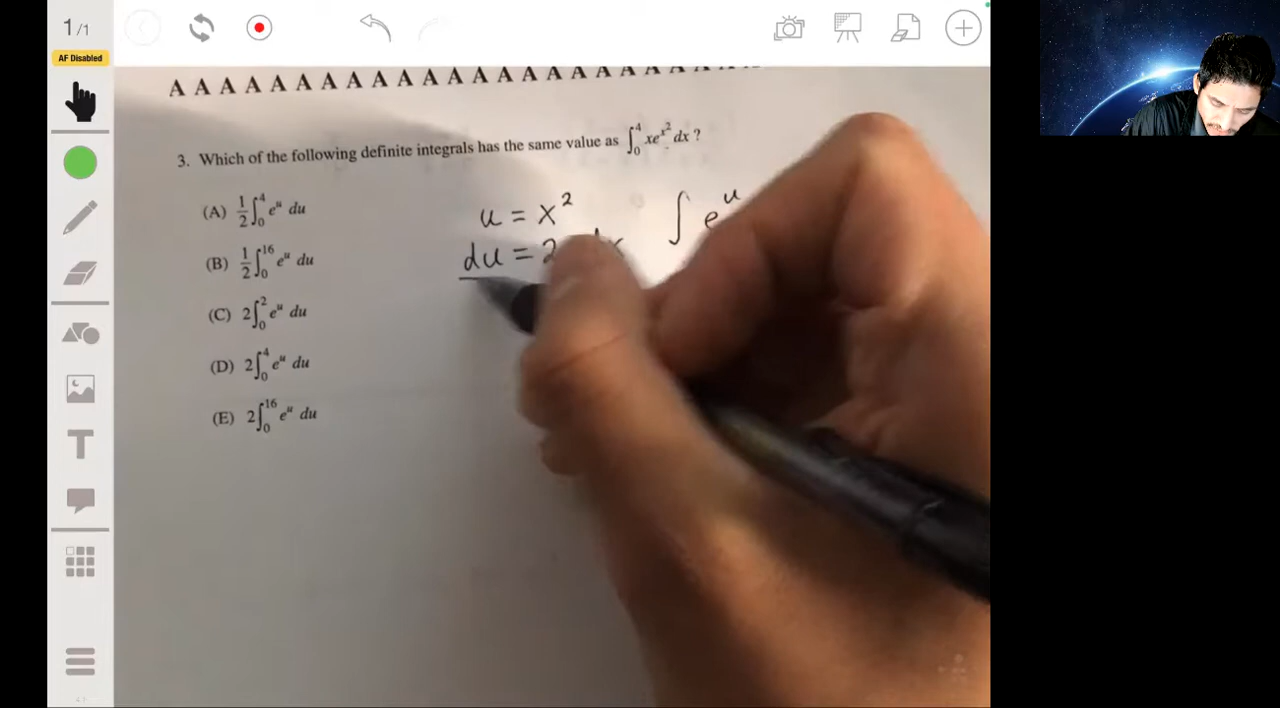 1/1
AF Disabled
A A A A A A A A A A A A A A A A A A A A A A
3. Which of the following definite integrals has the same value as ∫₀⁴ xe^{x²} dx ?
(A) 1/2 ∫₀⁴ e^u du
(B) 1/2 ∫₀¹⁶ e^u du
(C) 2∫₀² e^u du
(D) 2∫₀⁴ e^u du
(E) 2∫₀¹⁶ e^u du
u = x²
∫ e^u
du = 2
T